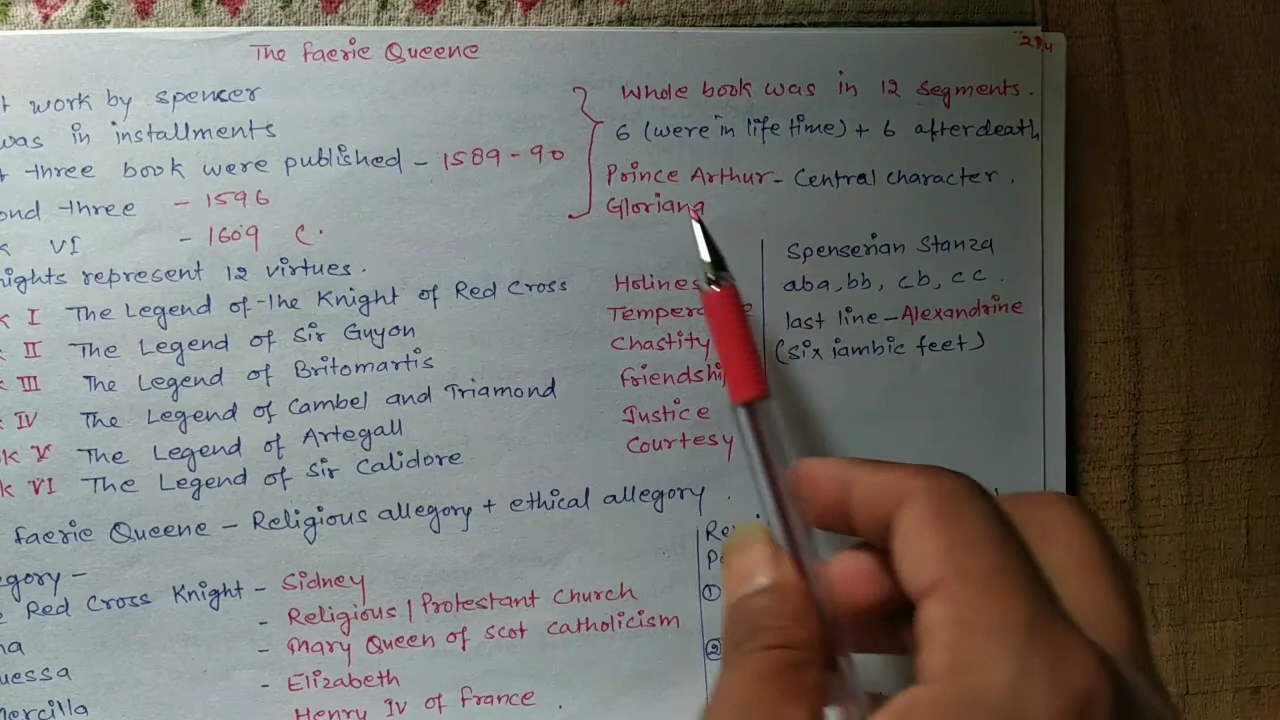 284
The Faerie Queene
t work by spencer
was in installments
t three book were published - 1589-90
ond three - 1596
k VI - 1609 C.
Whole book was in 12 segments.
6 (were in life time) + 6 after death
Prince Arthur - Central character.
Gloriana
nights represent 12 virtues.
k I The Legend of the Knight of Red Cross Holines
k II The Legend of Sir Guyon
k III The Legend of Britomartis Chastity
k IV The Legend of Cambel and Triamond friendshi
k V The Legend of Artegall Justice
k VI The Legend of Sir Calidore Courtesy
Spenserian Stanza
aba, bb, cb, cc.
last line - Alexandrine
(six iambic feet)
faerie Queene - Religious allegory + ethical allegory.
egory -
Red Cross Knight - Sidney
na - Religious / Protestant Church
uessa - Mary Queen of Scot catholicism
ercilla - Elizabeth
Henry IV of france.
①
②